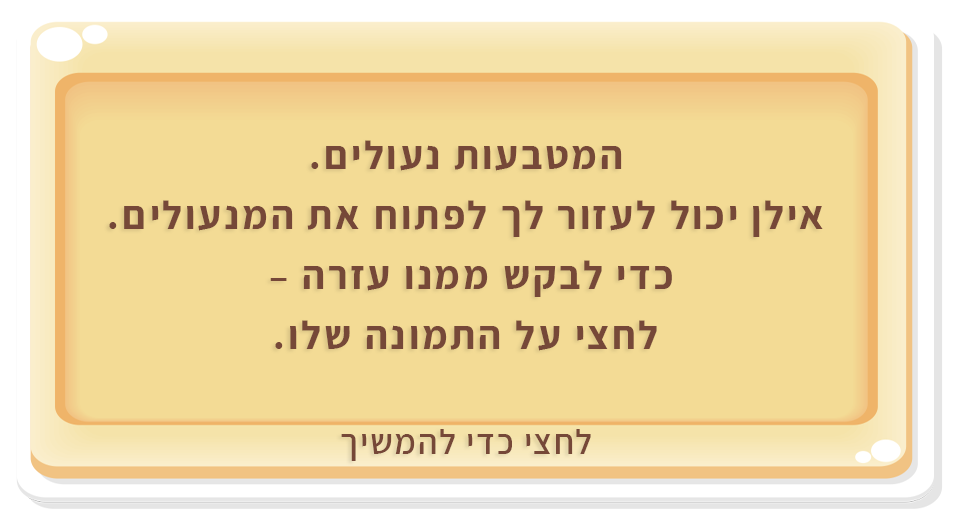 המטבעות נעולים.
אילן יכול לעזור לך לפתוח את המנעולים.
כדי לבקש ממנו עזרה –
לחצי על התמונה שלו.
לחצי כדי להמשיך